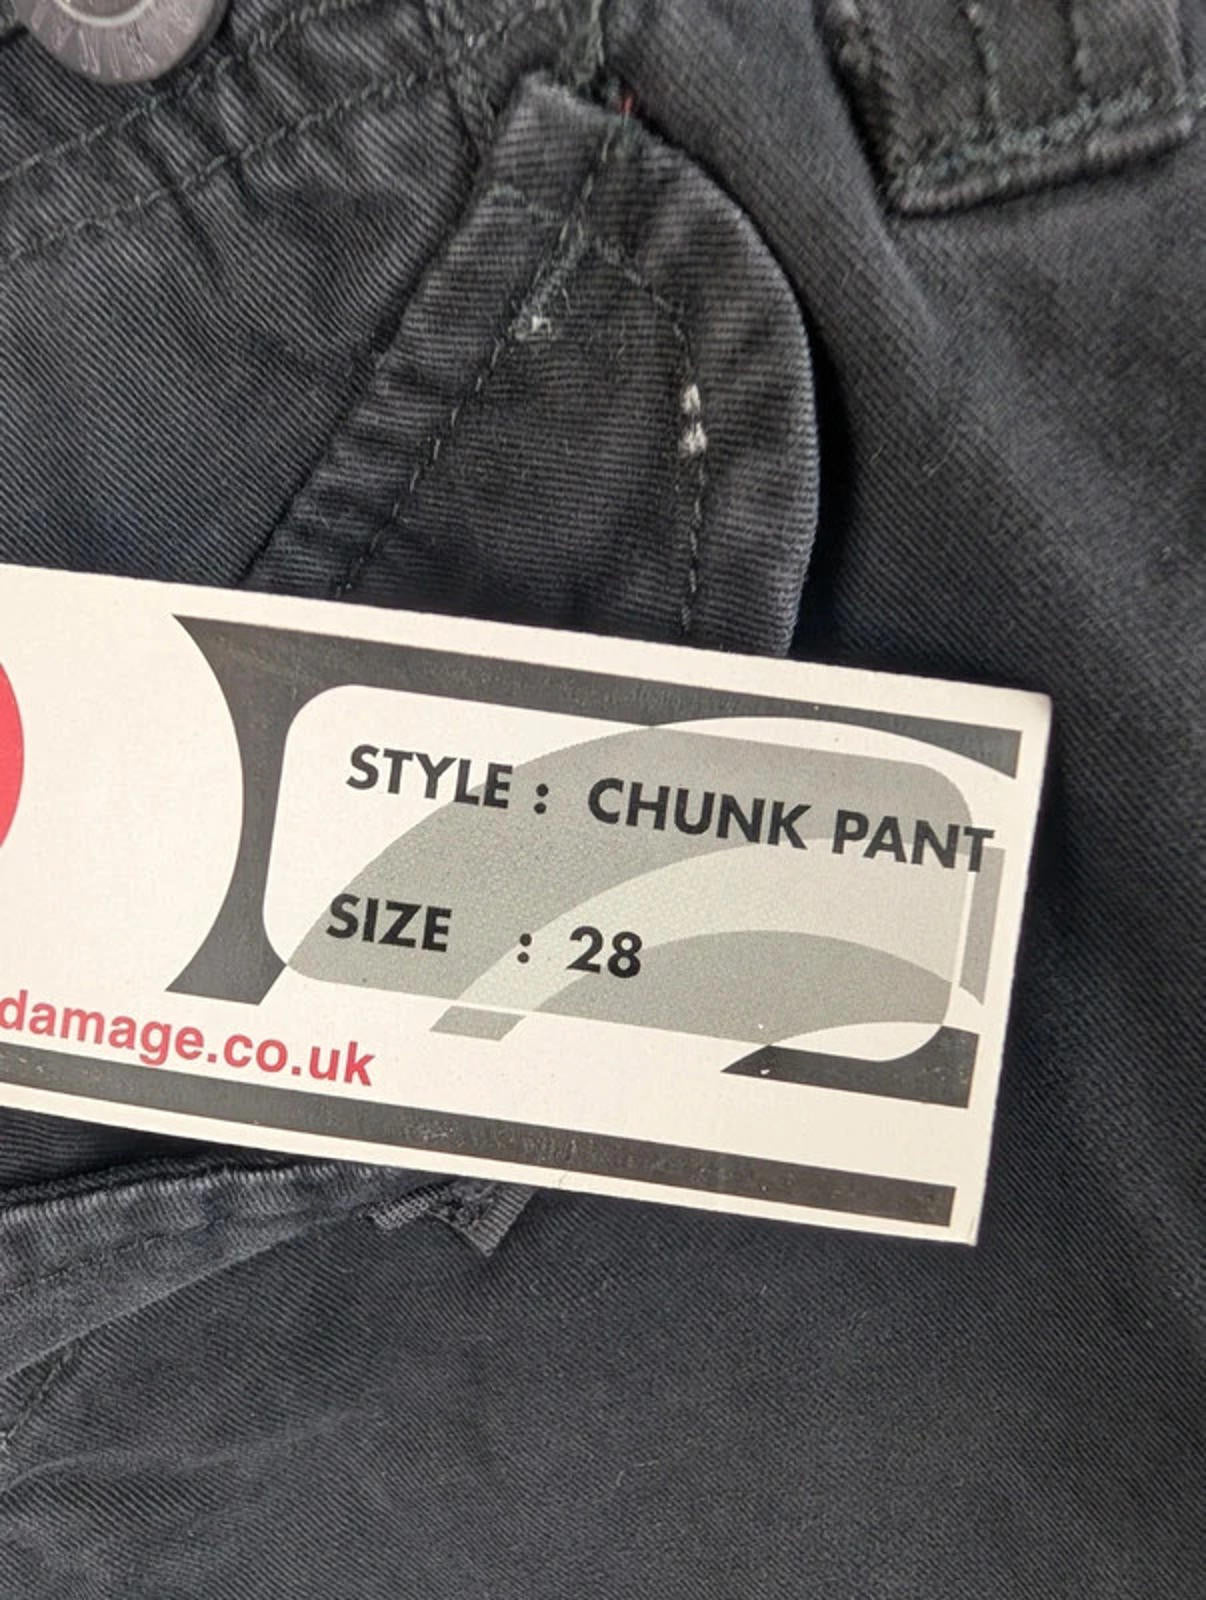 STYLE : CHUNK PANT
SIZE : 28
damage.co.uk